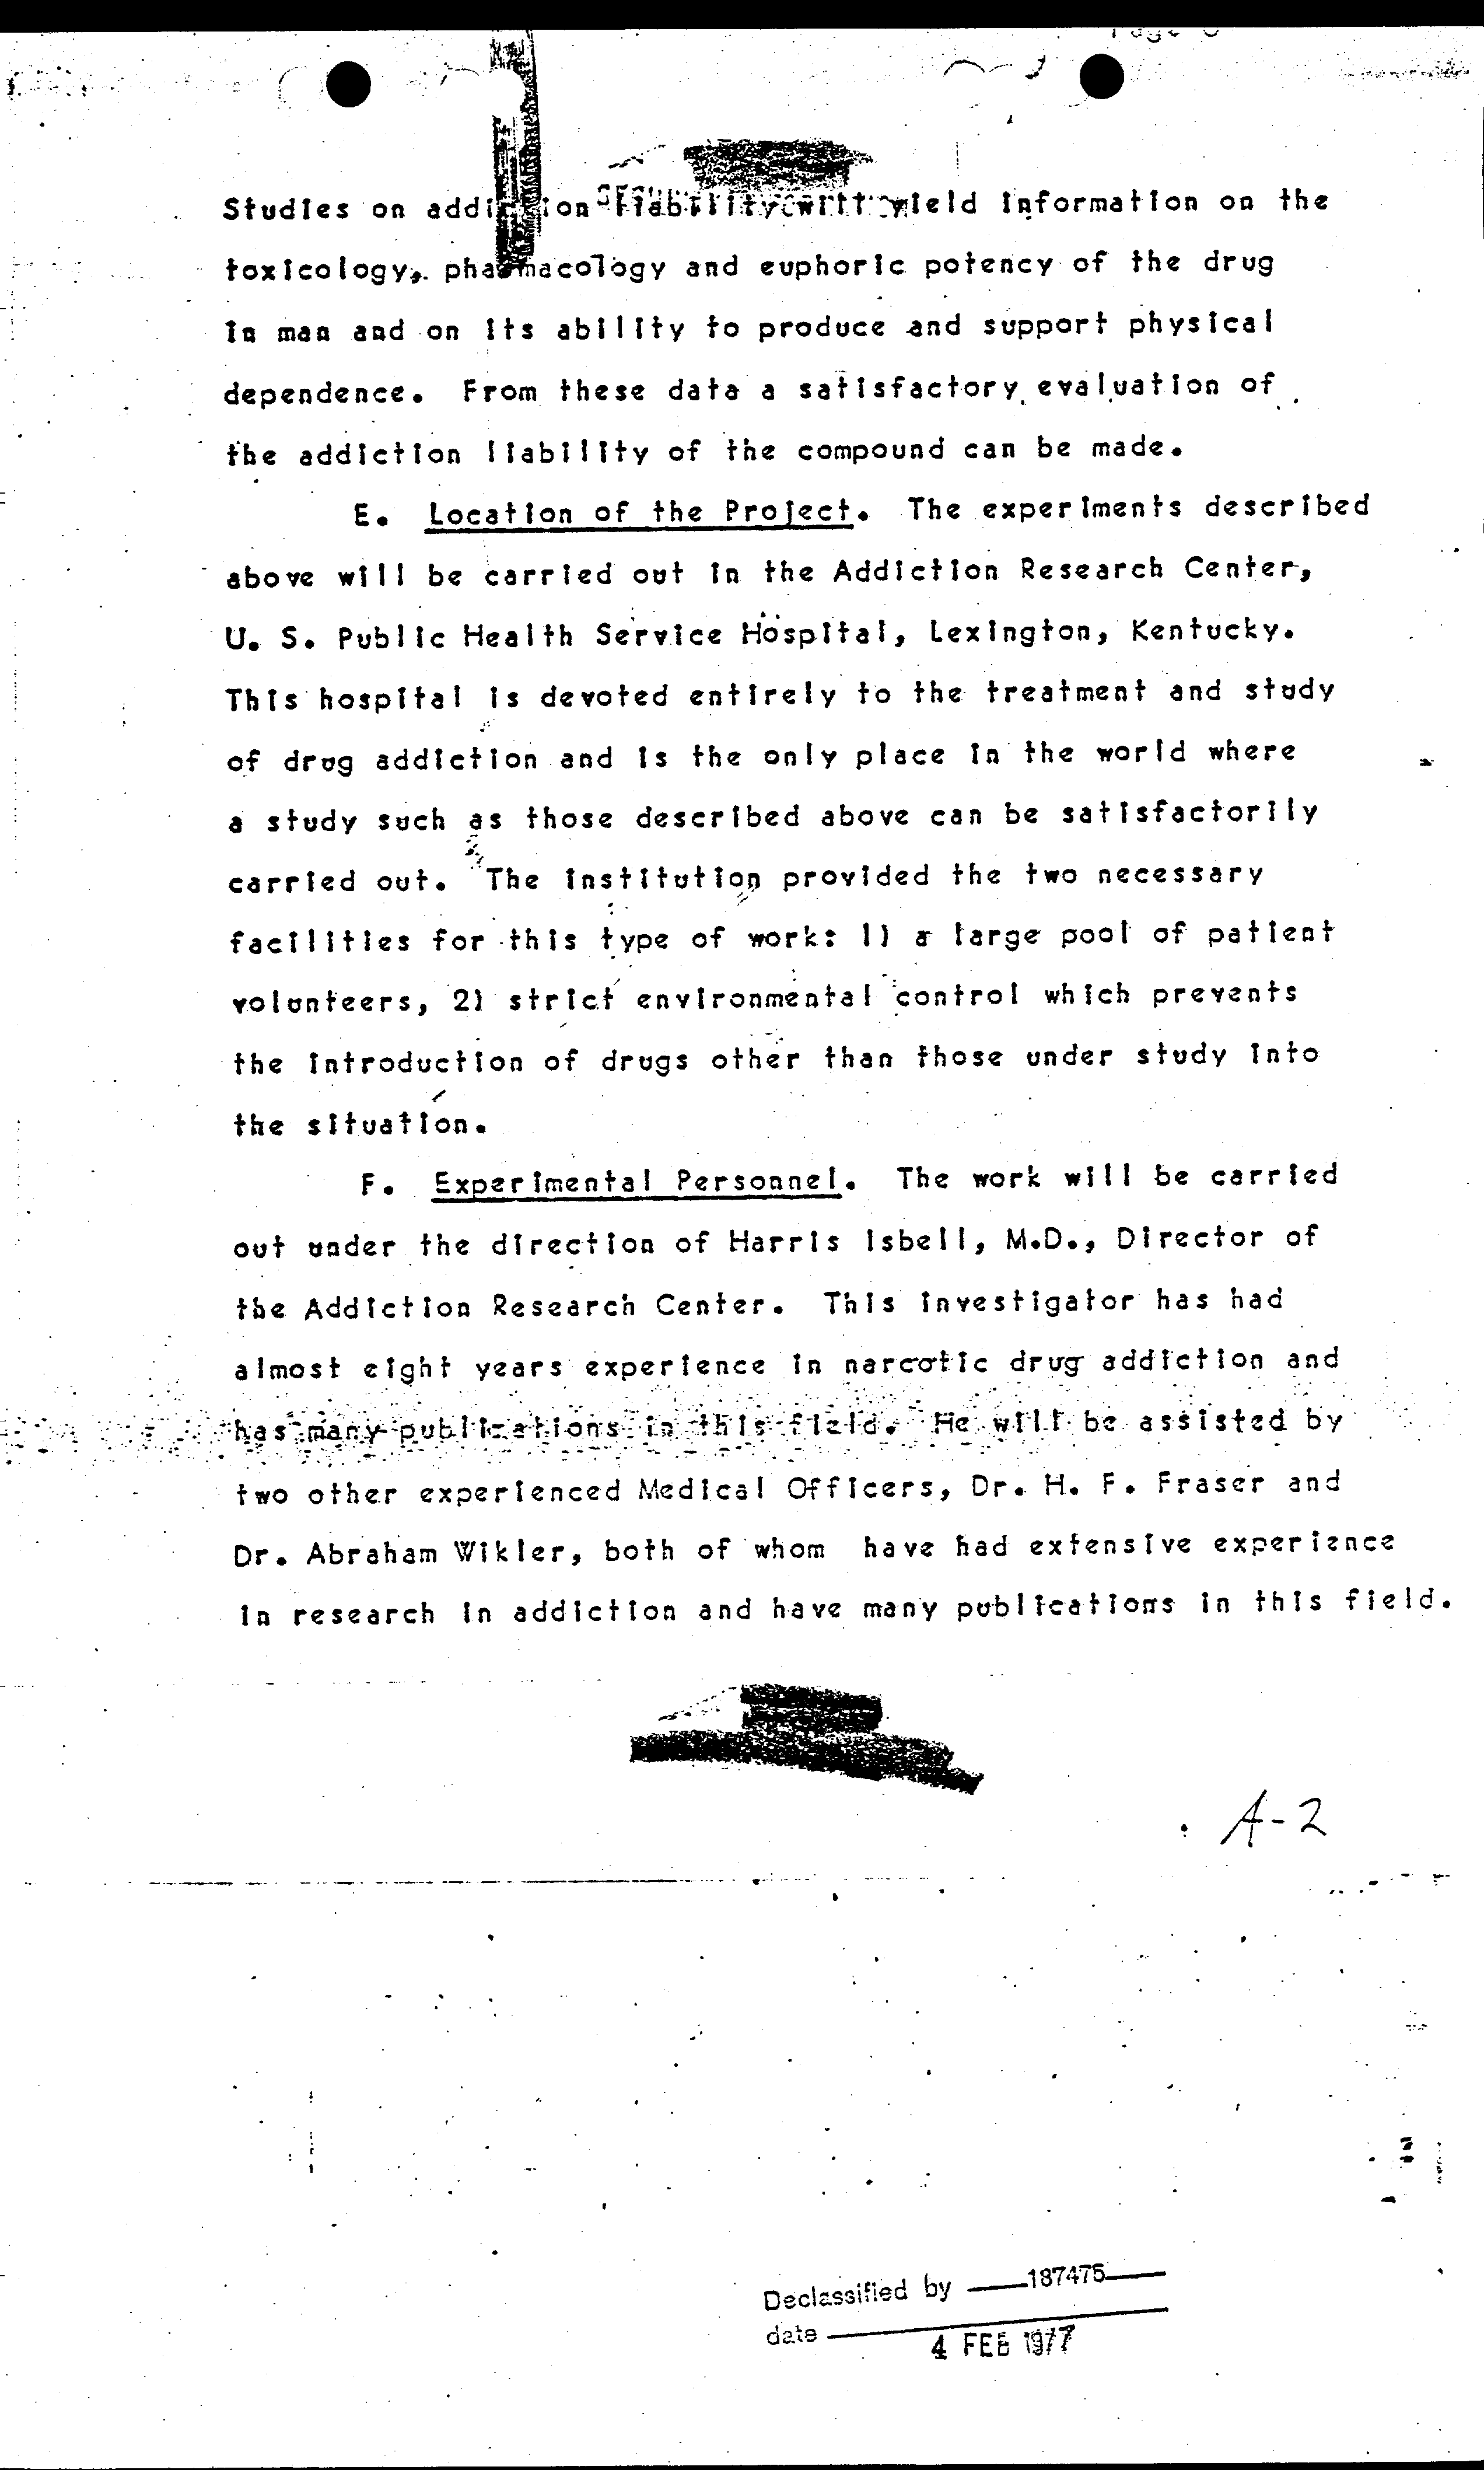 Studies on addiction liability will yield information on the
toxicology, pharmacology and euphoric potency of the drug
in man and on its ability to produce and support physical
dependence. From these data a satisfactory evaluation of
the addiction liability of the compound can be made.
E. Location of the Project. The experiments described
above will be carried out in the Addiction Research Center,
U. S. Public Health Service Hospital, Lexington, Kentucky.
This hospital is devoted entirely to the treatment and study
of drug addiction and is the only place in the world where
a study such as those described above can be satisfactorily
carried out. The institution provided the two necessary
facilities for this type of work: 1) a large pool of patient
volunteers, 2) strict environmental control which prevents
the introduction of drugs other than those under study into
the situation.
F. Experimental Personnel. The work will be carried
out under the direction of Harris Isbell, M.D., Director of
the Addiction Research Center. This investigator has had
almost eight years experience in narcotic drug addiction and
has many publications in this field. He will be assisted by
two other experienced Medical Officers, Dr. H. F. Fraser and
Dr. Abraham Wikler, both of whom have had extensive experience
in research in addiction and have many publications in this field.
A-2
Declassified by 187475
date 4 FEB 1977